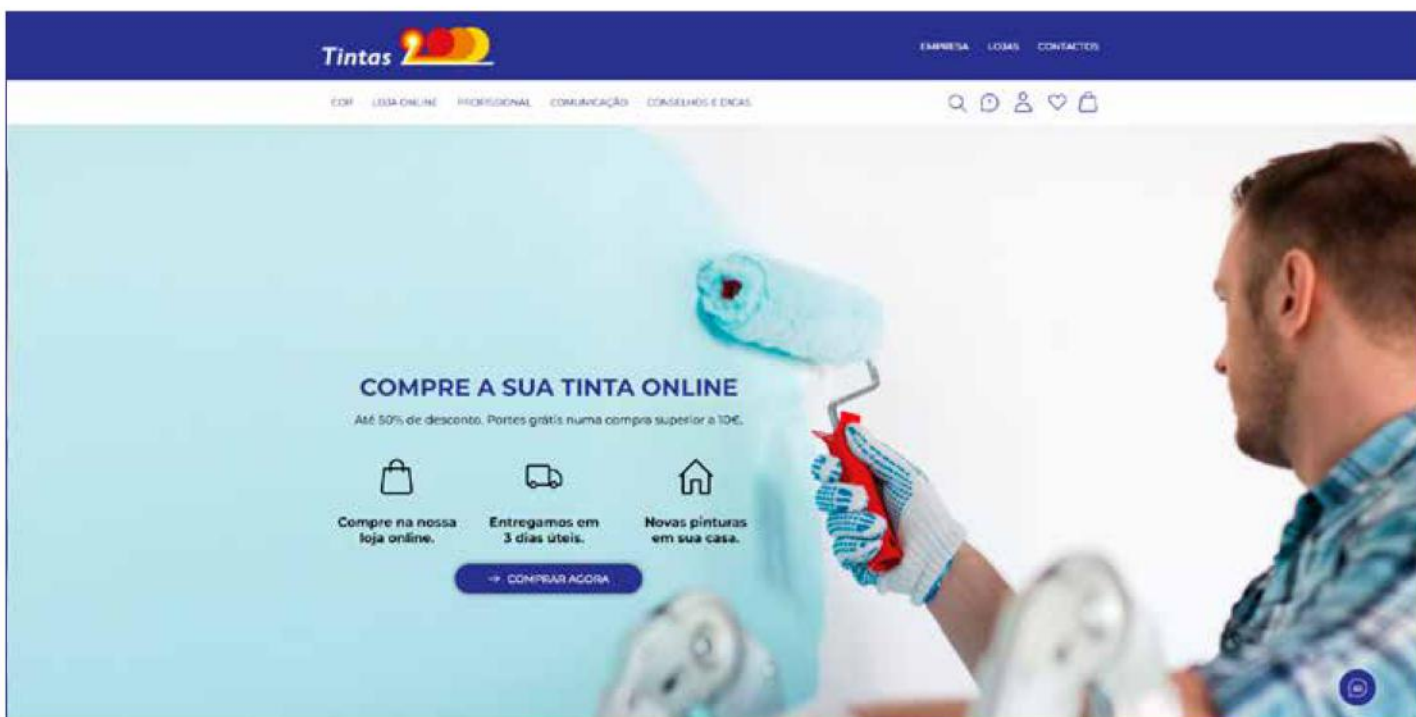 Tintas 2000
EMPRESA LOJAS CONTACTOS
COR LOJA ONLINE PROFISSIONAL COMUNICAÇÃO CONSELHOS E DICAS
COMPRE A SUA TINTA ONLINE
Até 50% de desconto. Portes grátis numa compra superior a 10€.
Compre na nossa
loja online.
Entregamos em
3 dias úteis.
Novas pinturas
em sua casa.
→ COMPRAR AGORA